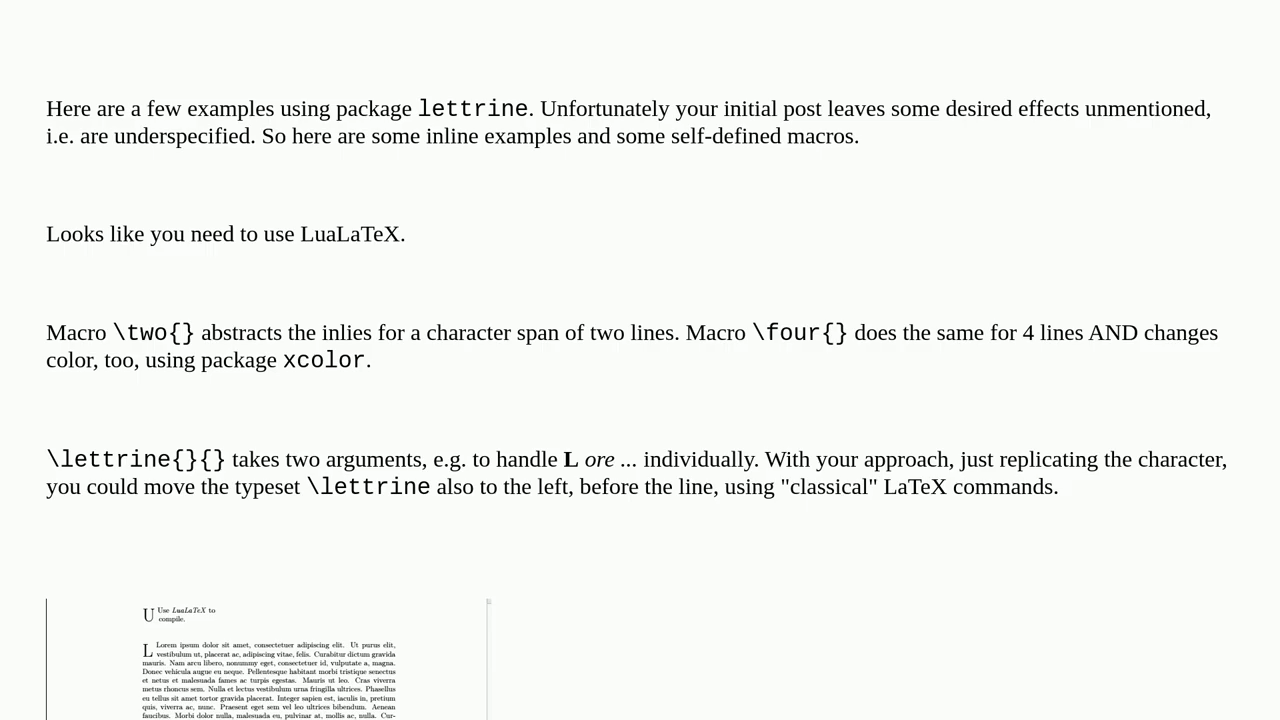 Here are a few examples using package lettrine. Unfortunately your initial post leaves some desired effects unmentioned,
i.e. are underspecified. So here are some inline examples and some self-defined macros.
Looks like you need to use LuaLaTeX.
Macro \two{} abstracts the inlies for a character span of two lines. Macro \four{} does the same for 4 lines AND changes
color, too, using package xcolor.
\lettrine{}{} takes two arguments, e.g. to handle L ore ... individually. With your approach, just replicating the character,
you could move the typeset \lettrine also to the left, before the line, using "classical" LaTeX commands.
U Use LuaLaTeX to
compile.
L Lorem ipsum dolor sit amet, consectetuer adipiscing elit. Ut purus elit,
vestibulum ut, placerat ac, adipiscing vitae, felis. Curabitur dictum gravida
mauris. Nam arcu libero, nonummy eget, consectetuer id, vulputate a, magna.
Donec vehicula augue eu neque. Pellentesque habitant morbi tristique senectus
et netus et malesuada fames ac turpis egestas. Mauris ut leo. Cras viverra
metus rhoncus sem. Nulla et lectus vestibulum urna fringilla ultrices. Phasellus
eu tellus sit amet tortor gravida placerat. Integer sapien est, iaculis in, pretium
quis, viverra ac, nunc. Praesent eget sem vel leo ultrices bibendum. Aenean
faucibus. Morbi dolor nulla, malesuada eu, pulvinar at, mollis ac, nulla. Cur-